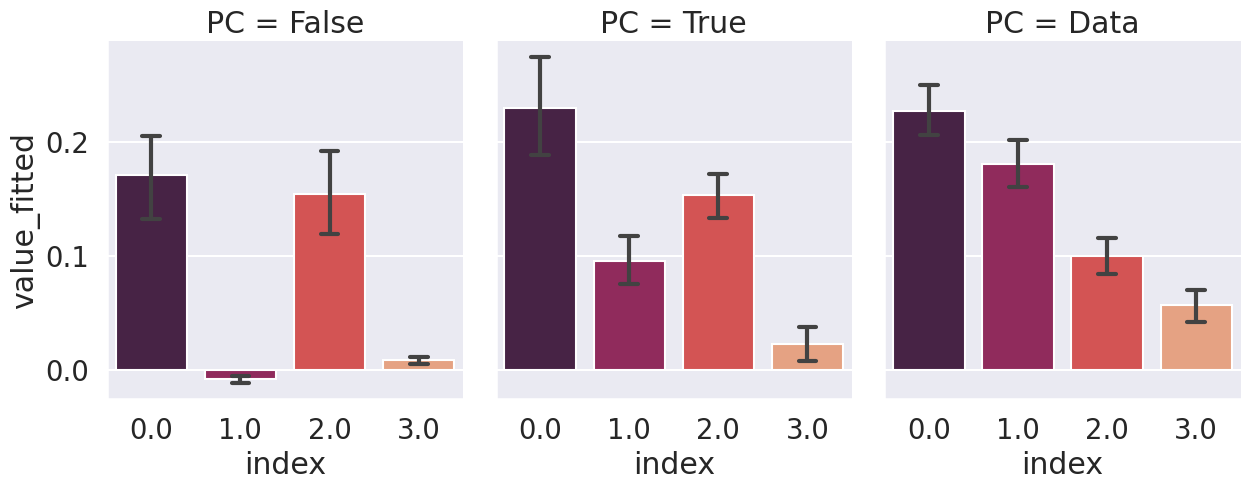 PC = False
PC = True
PC = Data
value_fitted
0.2
0.1
0.0
0.0 1.0 2.0 3.0
0.0 1.0 2.0 3.0
0.0 1.0 2.0 3.0
index
index
index